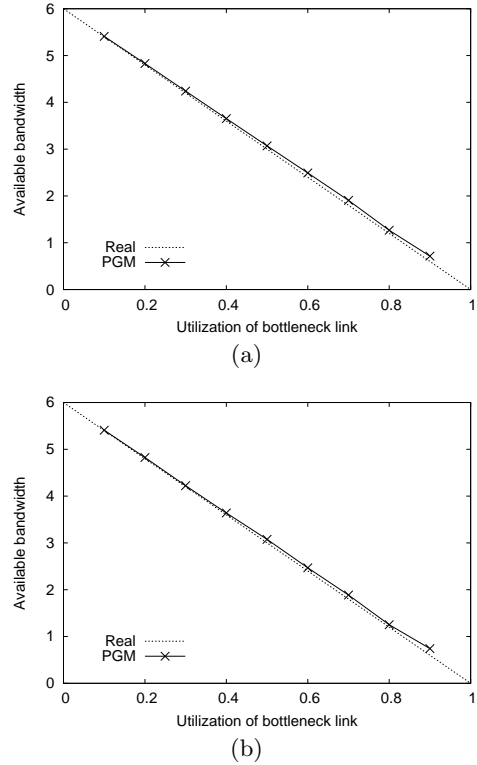 6
5
4
3
2
1
0
Available bandwidth
Real
PGM
0 0.2 0.4 0.6 0.8 1
Utilization of bottleneck link
(a)
6
5
4
3
2
1
0
Available bandwidth
Real
PGM
0 0.2 0.4 0.6 0.8 1
Utilization of bottleneck link
(b)